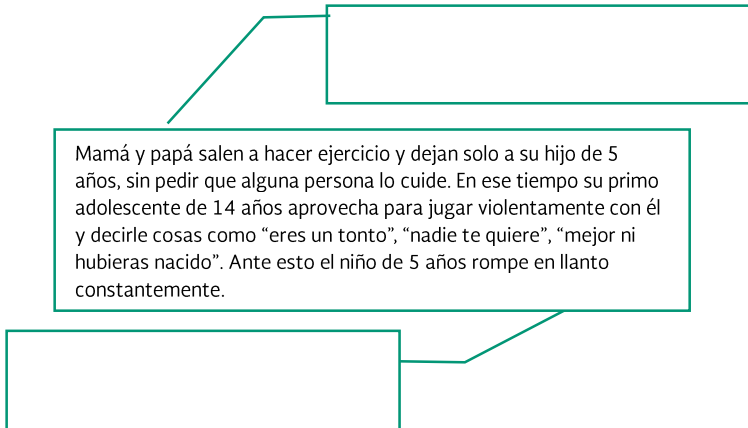 Mamá y papá salen a hacer ejercicio y dejan solo a su hijo de 5
años, sin pedir que alguna persona lo cuide. En ese tiempo su primo
adolescente de 14 años aprovecha para jugar violentamente con él
y decirle cosas como “eres un tonto”, “nadie te quiere”, “mejor ni
hubieras nacido”. Ante esto el niño de 5 años rompe en llanto
constantemente.